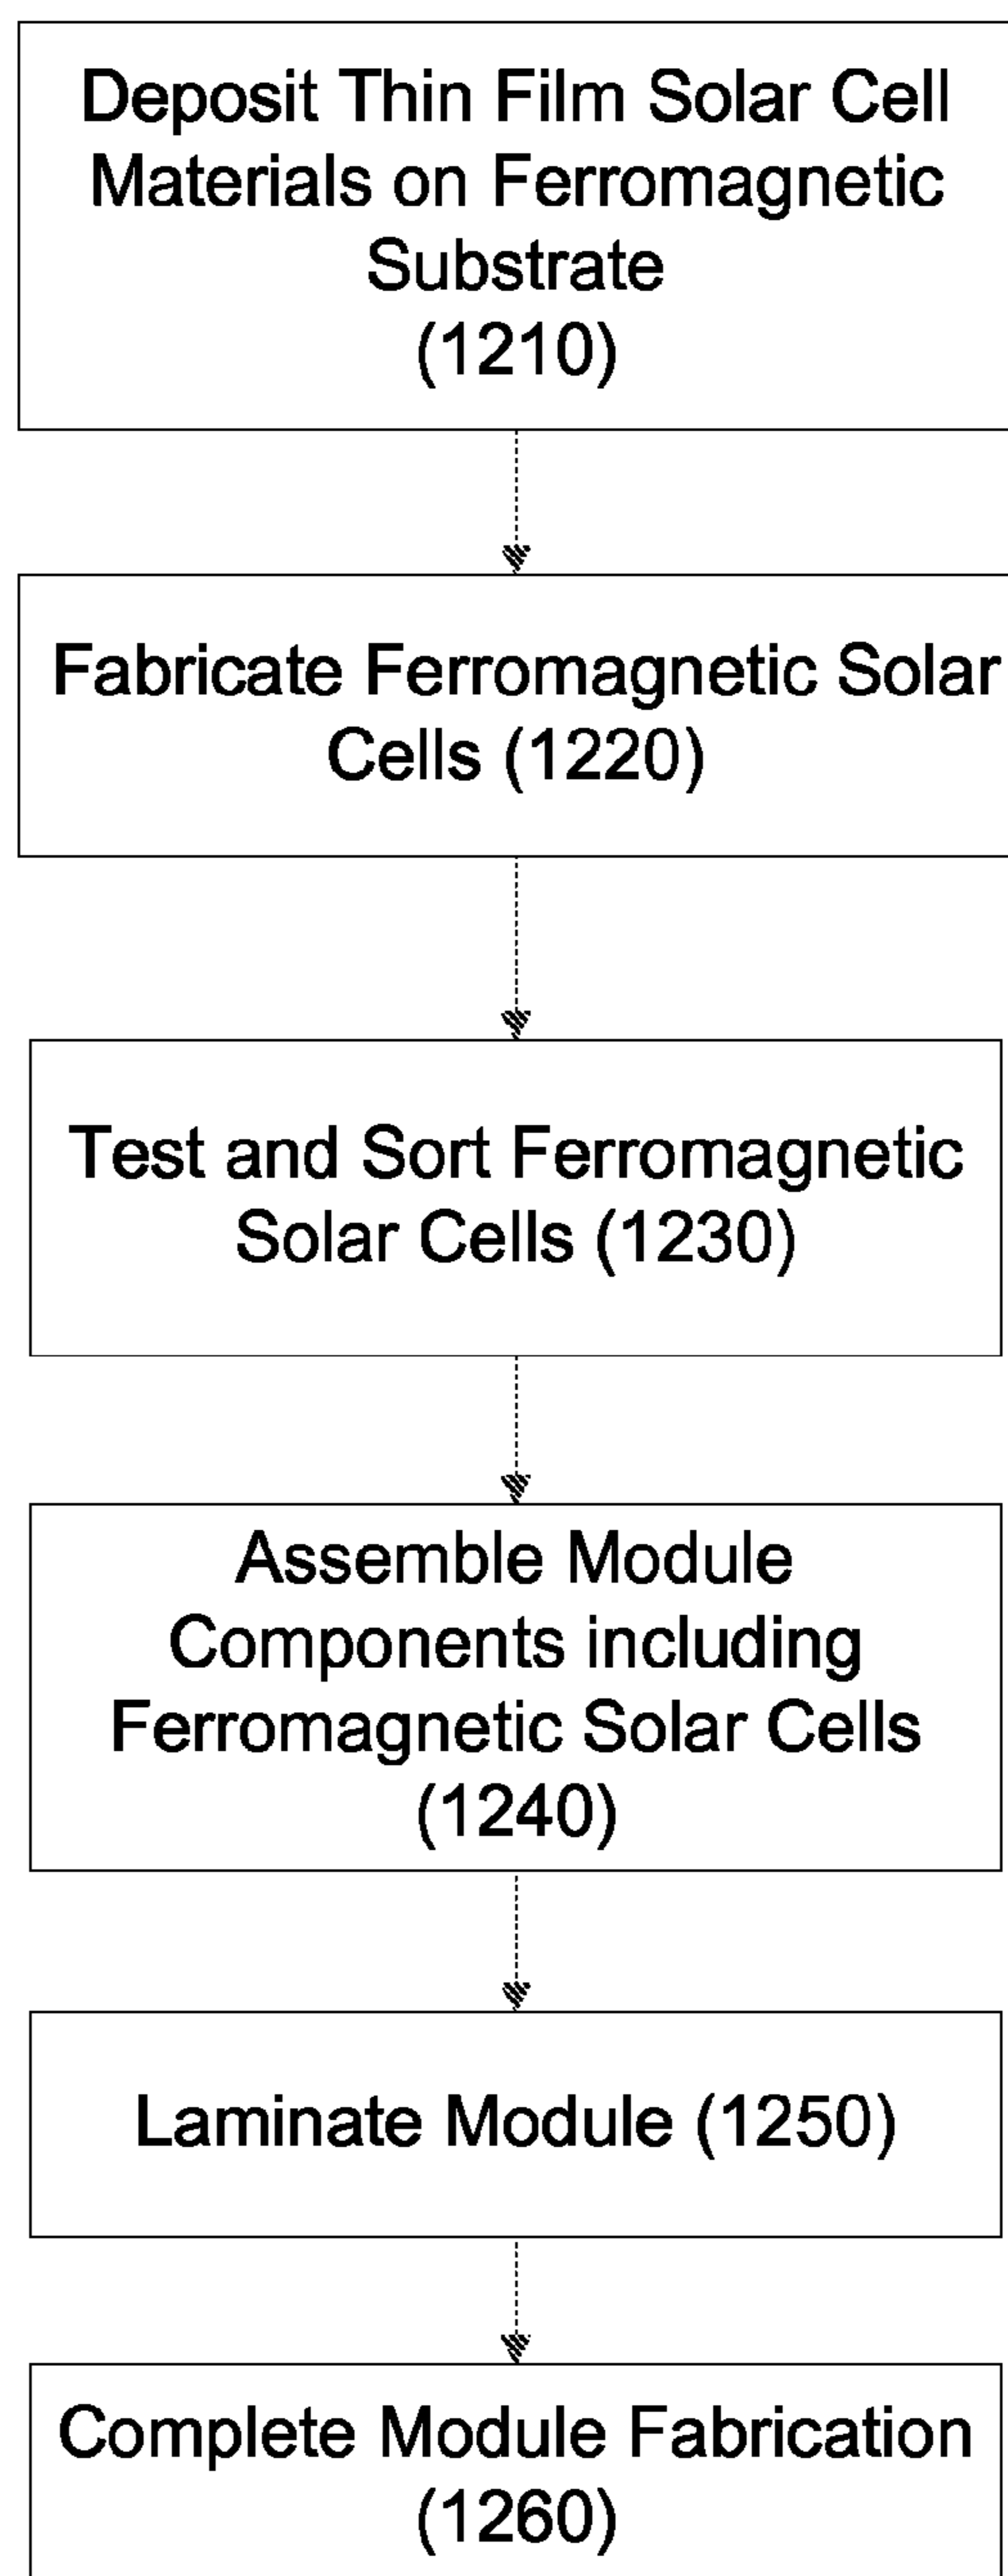 Deposit Thin Film Solar Cell
Materials on Ferromagnetic
Substrate
(1210)
Fabricate Ferromagnetic Solar
Cells (1220)
Test and Sort Ferromagnetic
Solar Cells (1230)
Assemble Module
Components including
Ferromagnetic Solar Cells
(1240)
Laminate Module (1250)
Complete Module Fabrication
(1260)